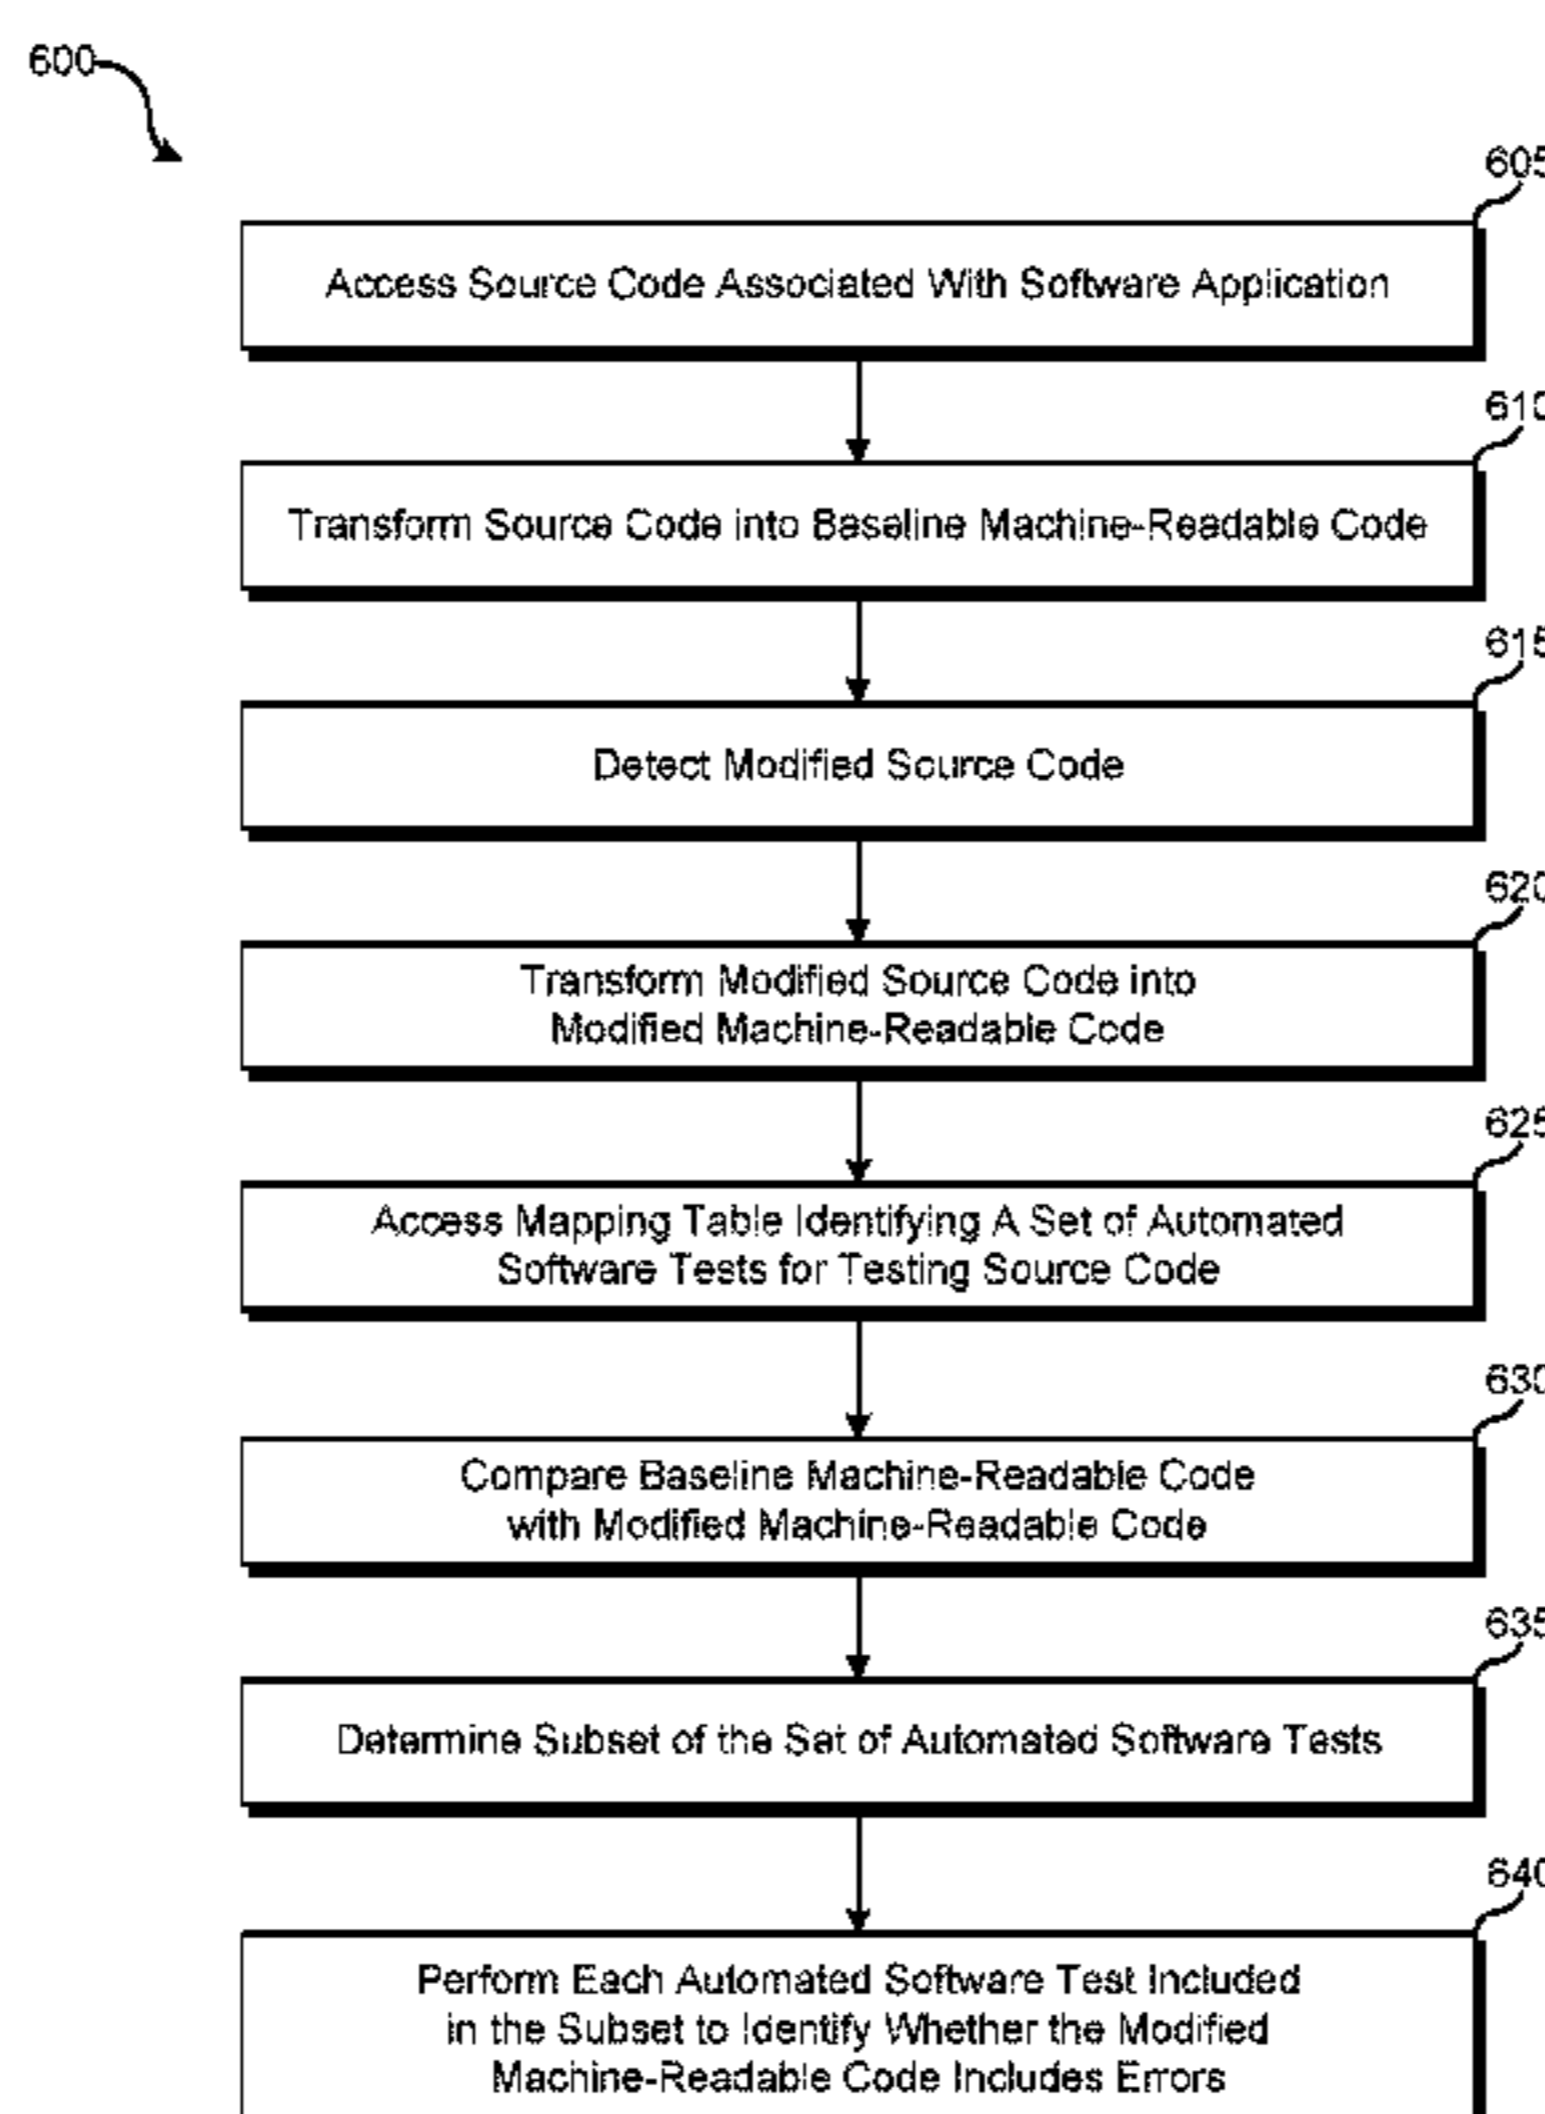 600
605
Access Source Code Associated With Software Application
610
Transform Source Code into Baseline Machine-Readable Code
615
Detect Modified Source Code
620
Transform Modified Source Code into
Modified Machine-Readable Code
625
Access Mapping Table Identifying A Set of Automated
Software Tests for Testing Source Code
630
Compare Baseline Machine-Readable Code
with Modified Machine-Readable Code
635
Determine Subset of the Set of Automated Software Tests
640
Perform Each Automated Software Test Included
in the Subset to Identify Whether the Modified
Machine-Readable Code Includes Errors